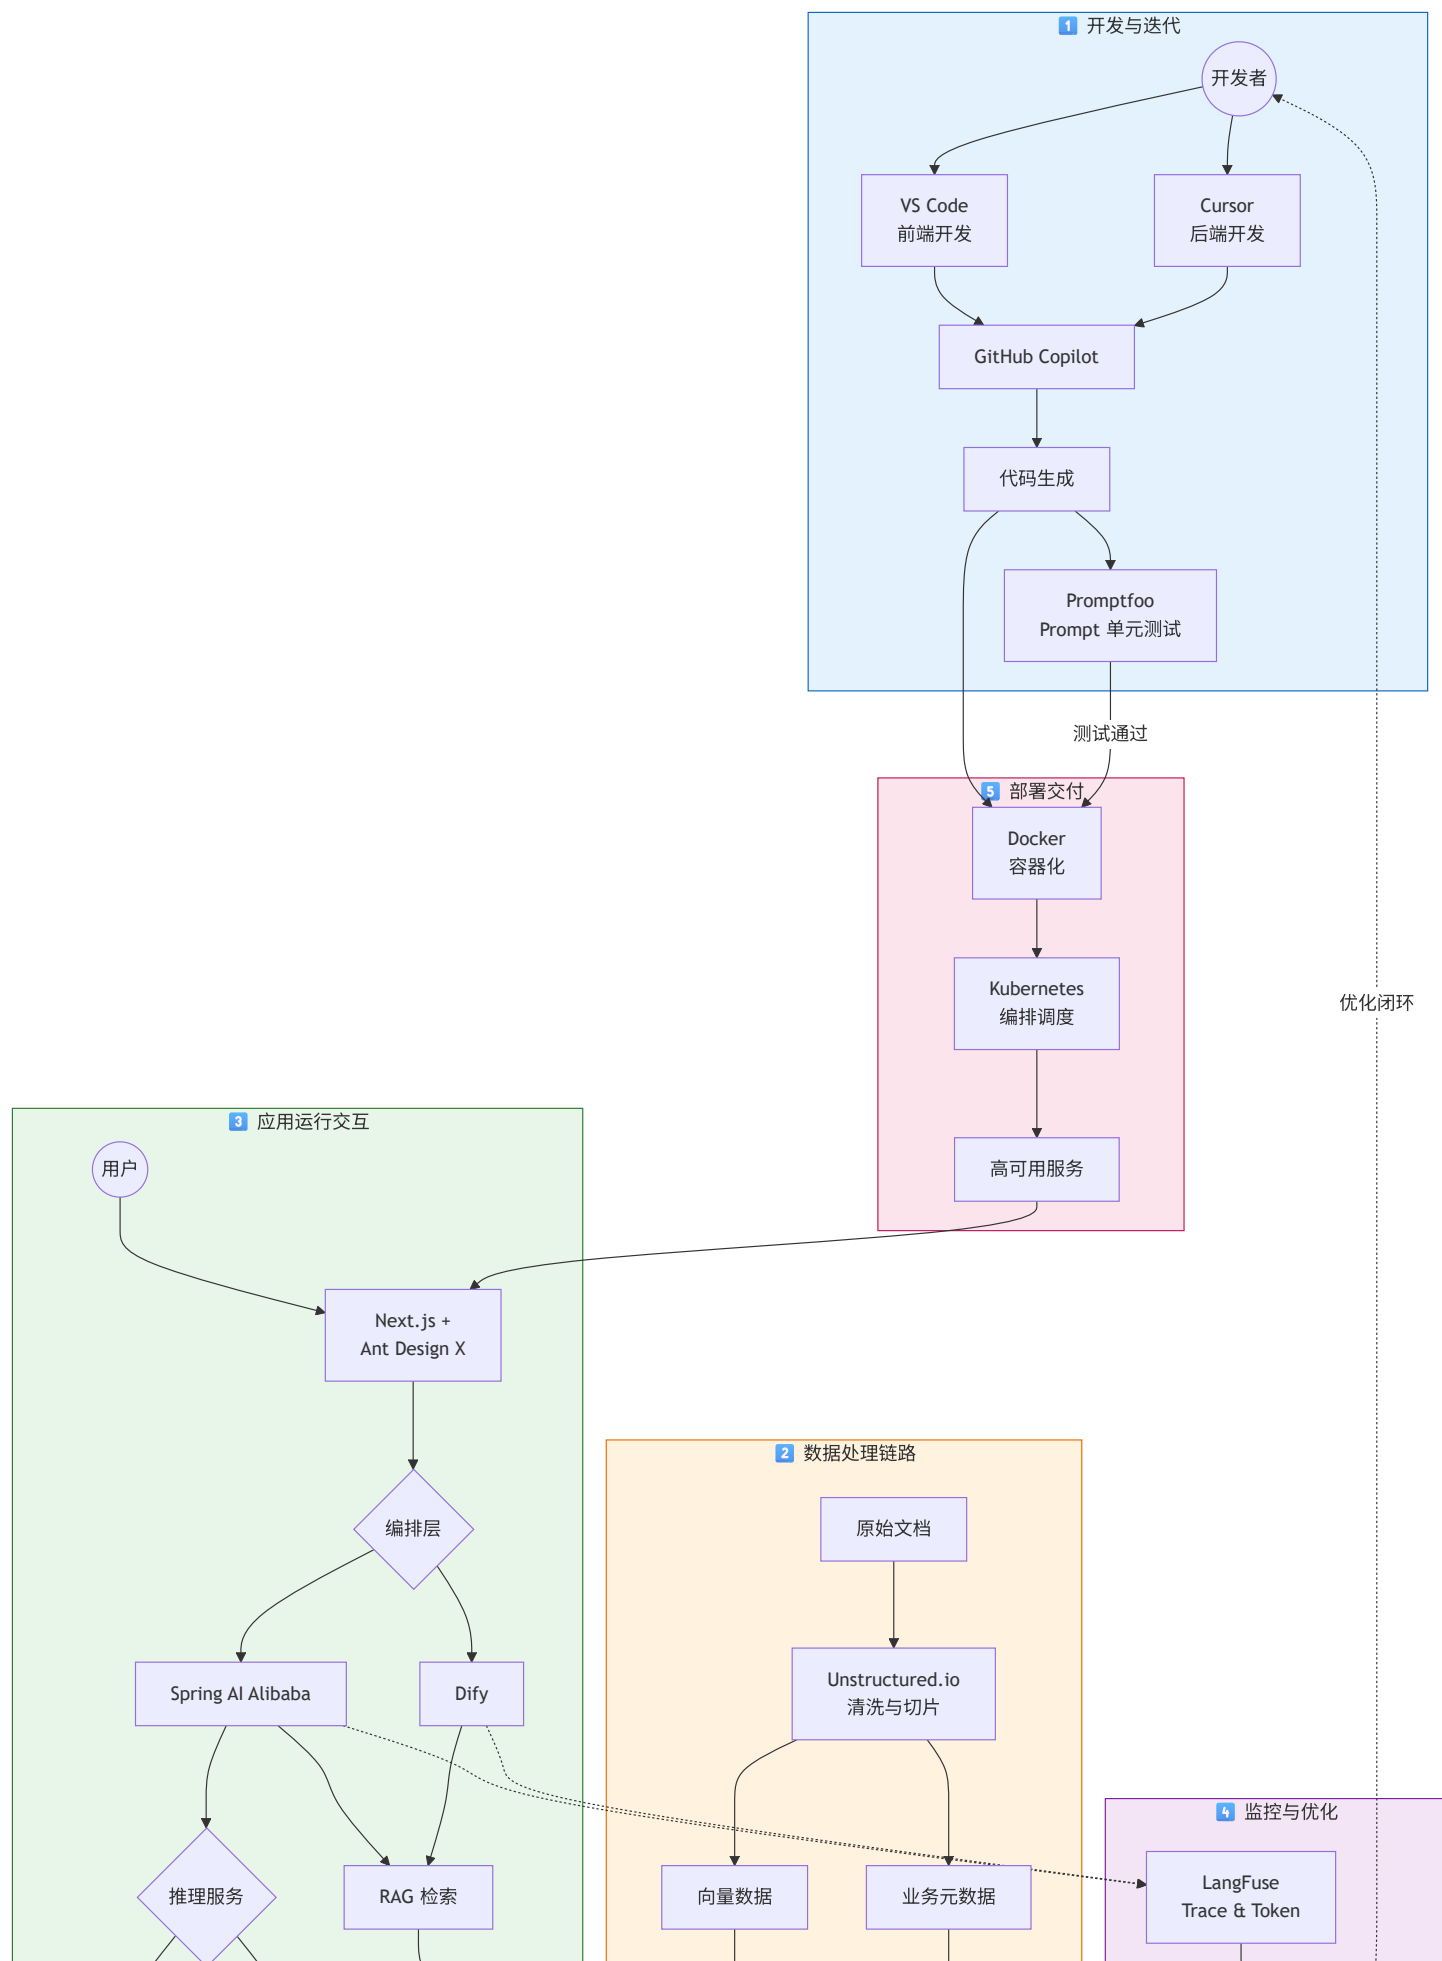 1 开发与迭代
开发者
VS Code
前端开发
Cursor
后端开发
GitHub Copilot
代码生成
Promptfoo
Prompt 单元测试
测试通过
5 部署交付
Docker
容器化
Kubernetes
编排调度
优化闭环
高可用服务
3 应用运行交互
用户
Next.js +
Ant Design X
编排层
Spring AI Alibaba
Dify
推理服务
RAG 检索
2 数据处理链路
原始文档
Unstructured.io
清洗与切片
向量数据
业务元数据
4 监控与优化
LangFuse
Trace & Token